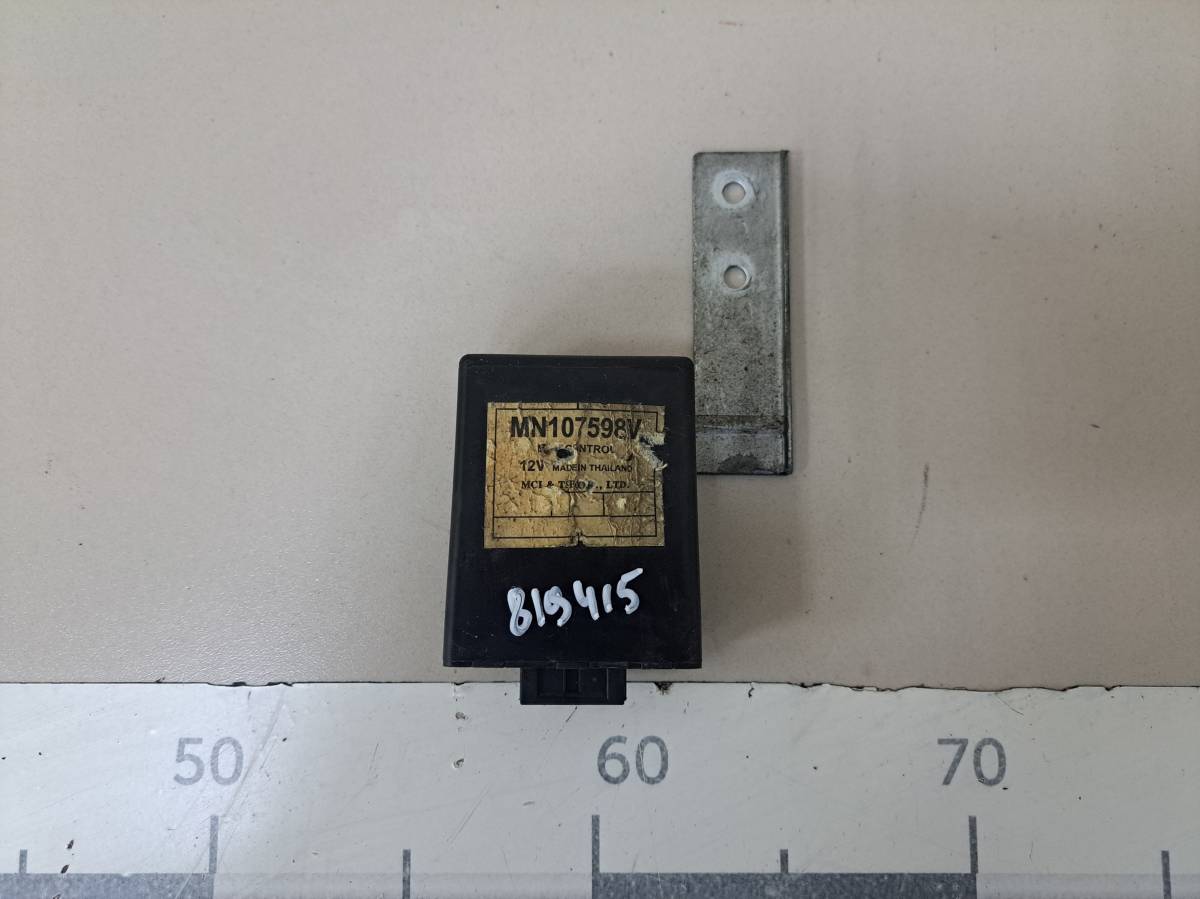 MN107598V
CONTROL
12V MADE IN THAILAND
MCI & LTD.
819415
50 60 70